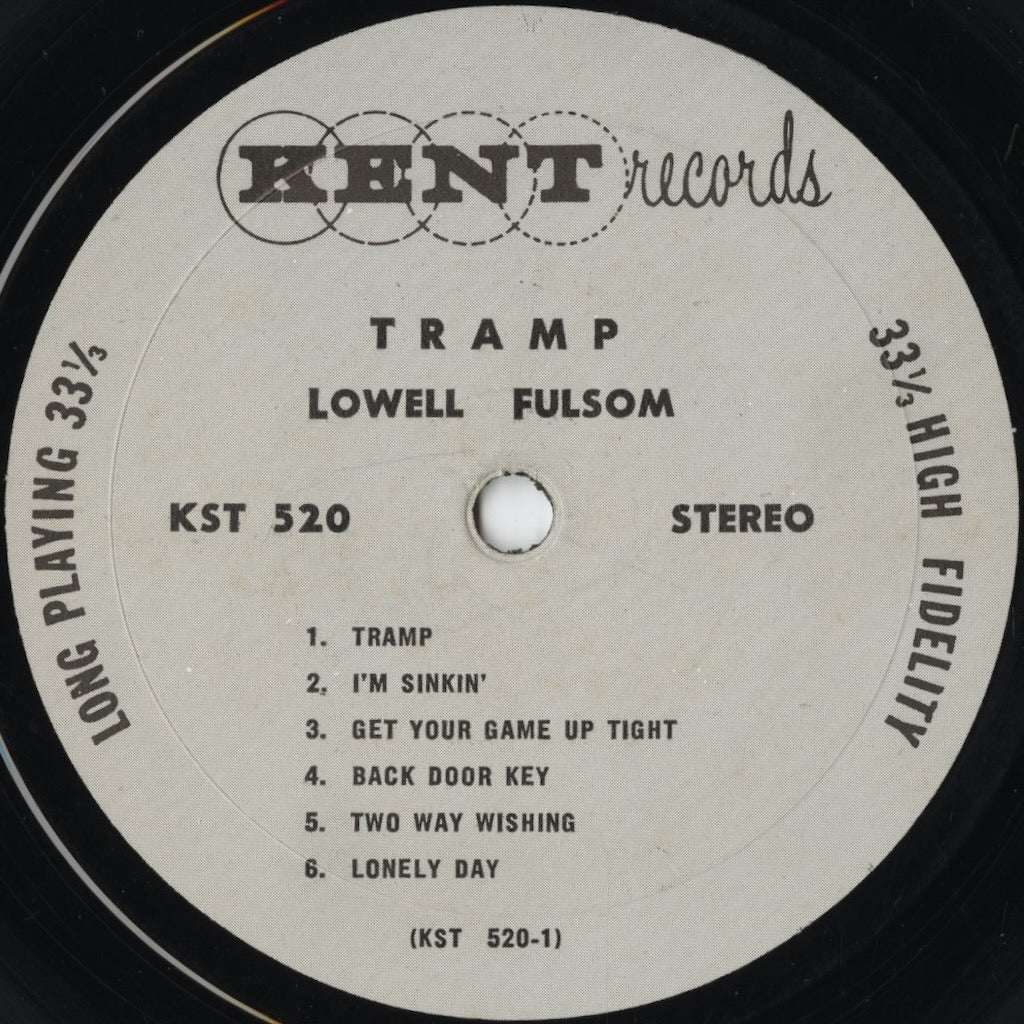 KENT records
TRAMP
LOWELL FULSOM
LONG PLAYING 33⅓
33⅓ HIGH FIDELITY
KST 520
STEREO
1. TRAMP
2. I'M SINKIN'
3. GET YOUR GAME UP TIGHT
4. BACK DOOR KEY
5. TWO WAY WISHING
6. LONELY DAY
(KST 520-1)